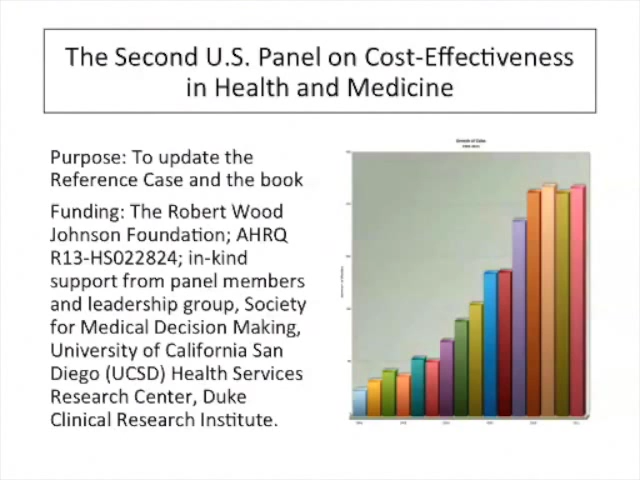 The Second U.S. Panel on Cost-Effectiveness
in Health and Medicine
Purpose: To update the
Reference Case and the book
Funding: The Robert Wood
Johnson Foundation; AHRQ
R13-HS022824; in-kind
support from panel members
and leadership group, Society
for Medical Decision Making,
University of California San
Diego (UCSD) Health Services
Research Center, Duke
Clinical Research Institute.